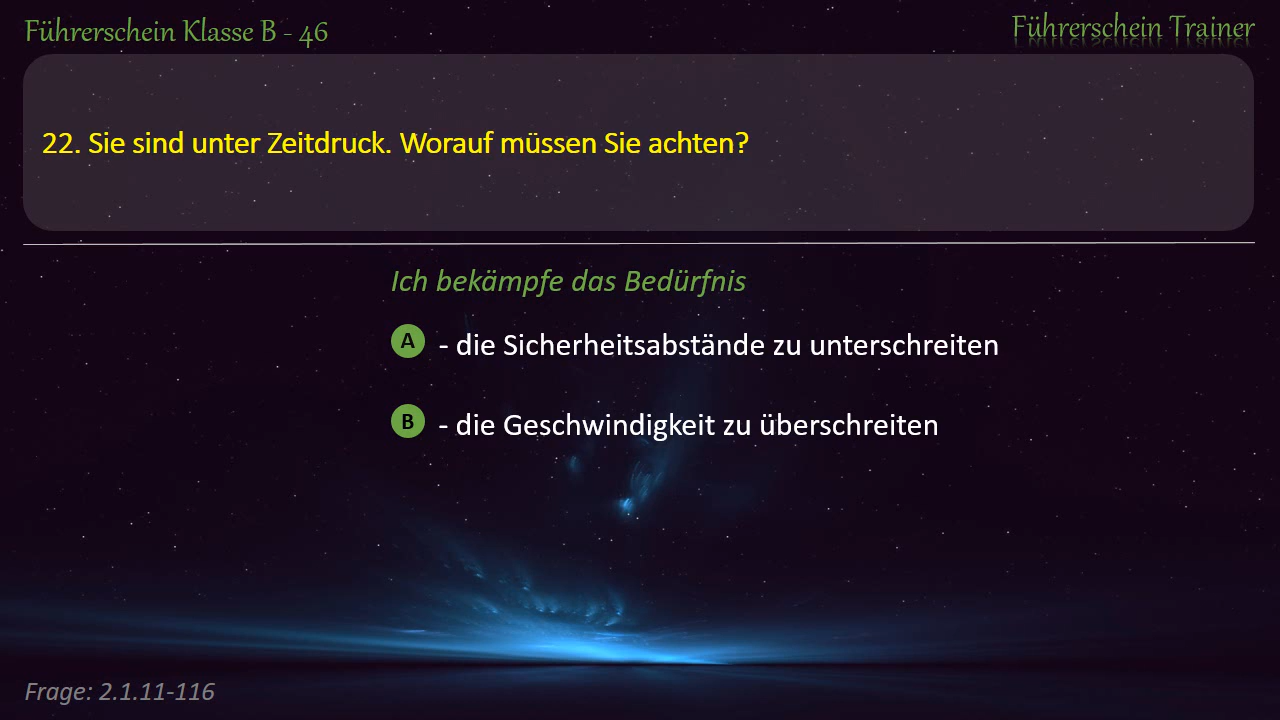 Führerschein Klasse B - 46
Führerschein Trainer
22. Sie sind unter Zeitdruck. Worauf müssen Sie achten?
Ich bekämpfe das Bedürfnis
A - die Sicherheitsabstände zu unterschreiten
B - die Geschwindigkeit zu überschreiten
Frage: 2.1.11-116